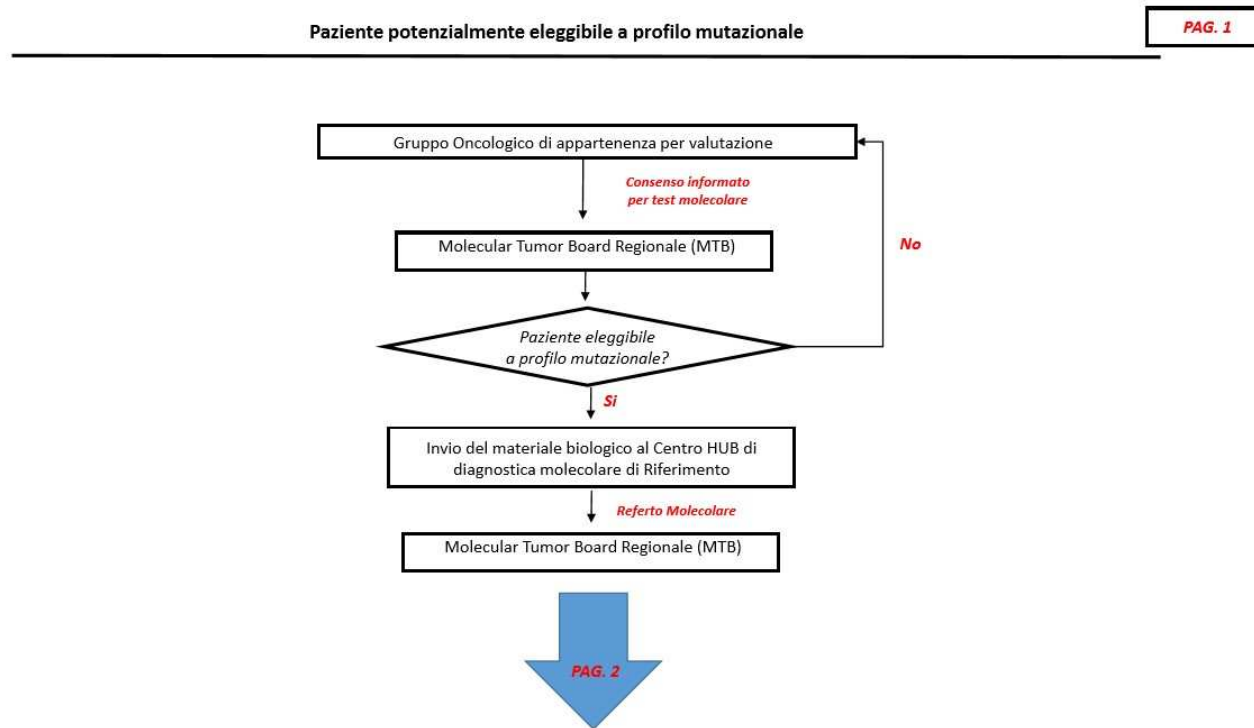 Paziente potenzialmente eleggibile a profilo mutazionale
PAG. 1
Gruppo Oncologico di appartenenza per valutazione
Consenso informato
per test molecolare
Molecular Tumor Board Regionale (MTB)
No
Paziente eleggibile
a profilo mutazionale?
Si
Invio del materiale biologico al Centro HUB di
diagnostica molecolare di Riferimento
Referto Molecolare
Molecular Tumor Board Regionale (MTB)
PAG. 2